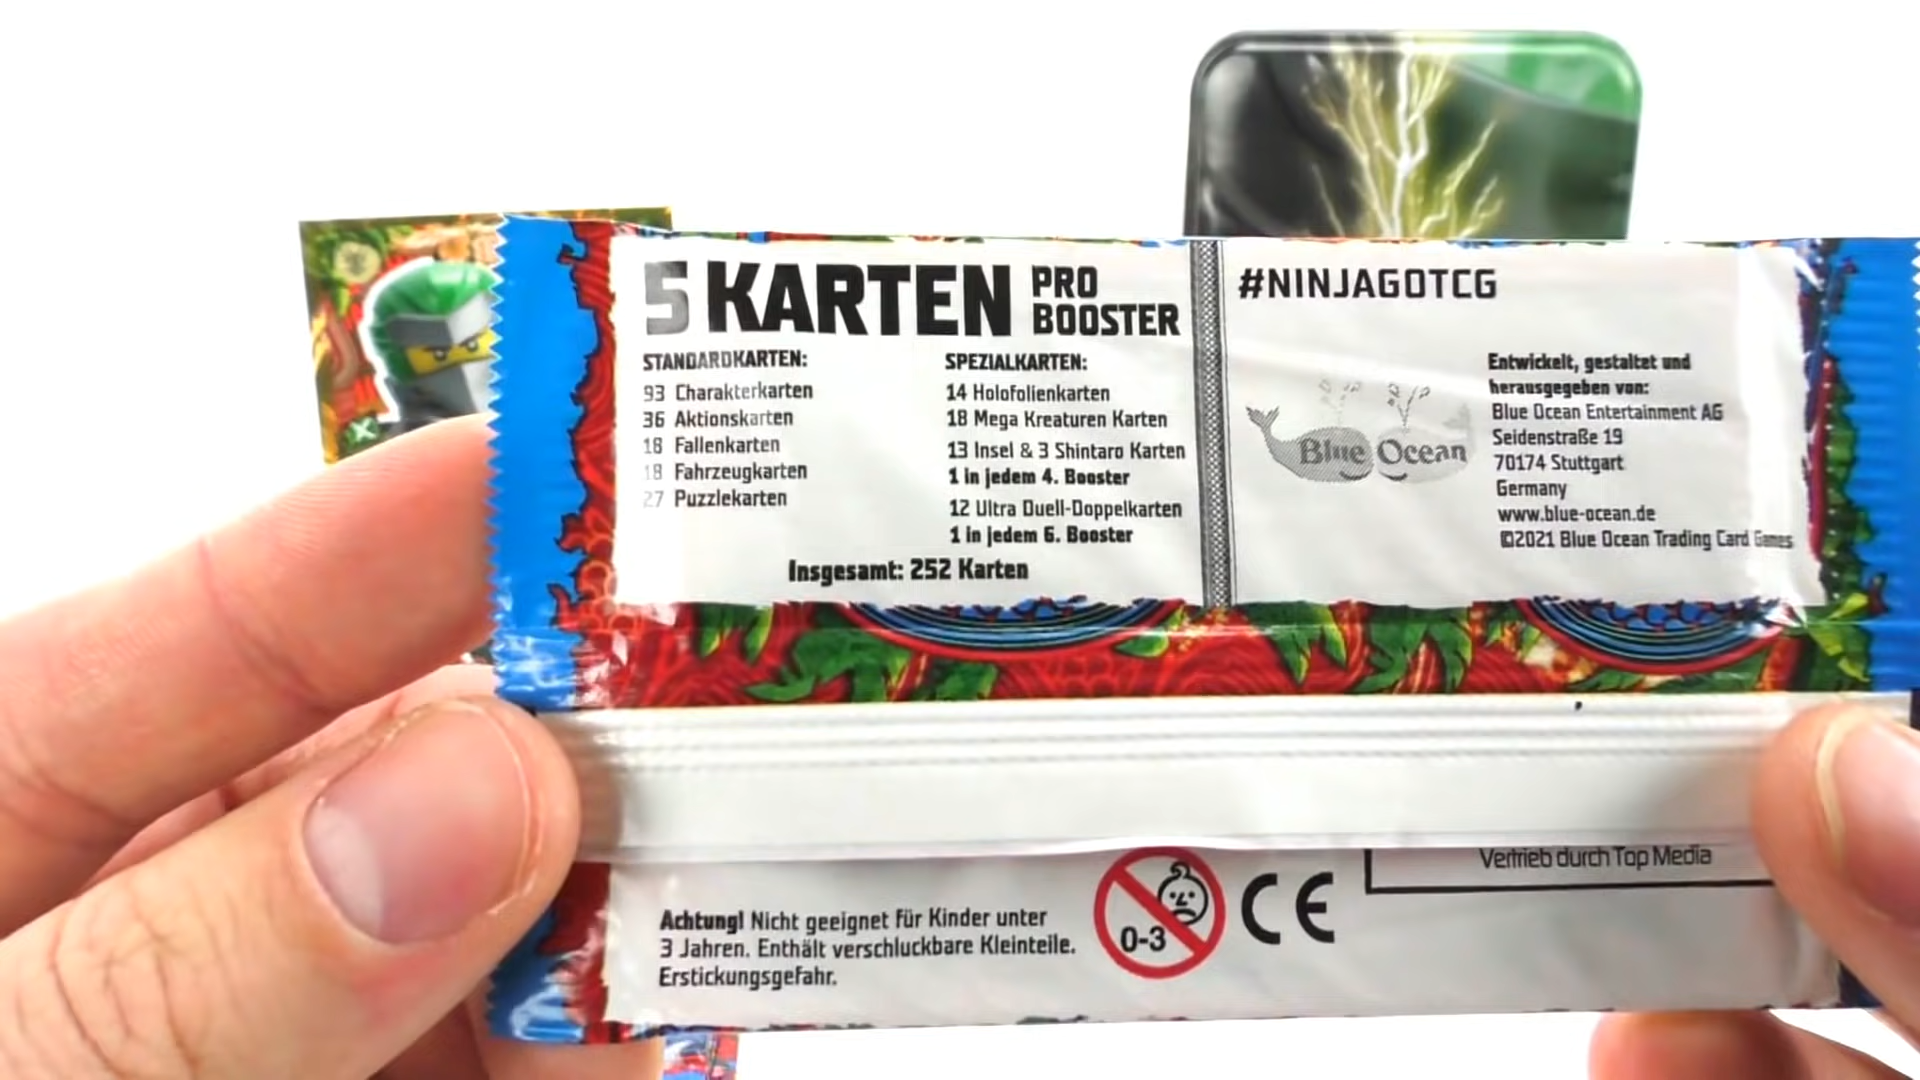 5 KARTEN PRO BOOSTER
STANDARDKARTEN:
93 Charakterkarten
36 Aktionskarten
18 Fallenkarten
18 Fahrzeugkarten
27 Puzzlekarten
SPEZIALKARTEN:
14 Holofolienkarten
18 Mega Kreaturen Karten
13 Insel & 3 Shintaro Karten
1 in jedem 4. Booster
12 Ultra Duell-Doppelkarten
1 in jedem 6. Booster
Insgesamt: 252 Karten
#NINJAGOTCG
Blue Ocean
Entwickelt, gestaltet und
herausgegeben von:
Blue Ocean Entertainment AG
Seidenstraße 19
70174 Stuttgart
Germany
www.blue-ocean.de
©2021 Blue Ocean Trading Card Games
Vertrieb durch Top Media
Achtung! Nicht geeignet für Kinder unter
3 Jahren. Enthält verschluckbare Kleinteile.
Erstickungsgefahr.
0-3
CE